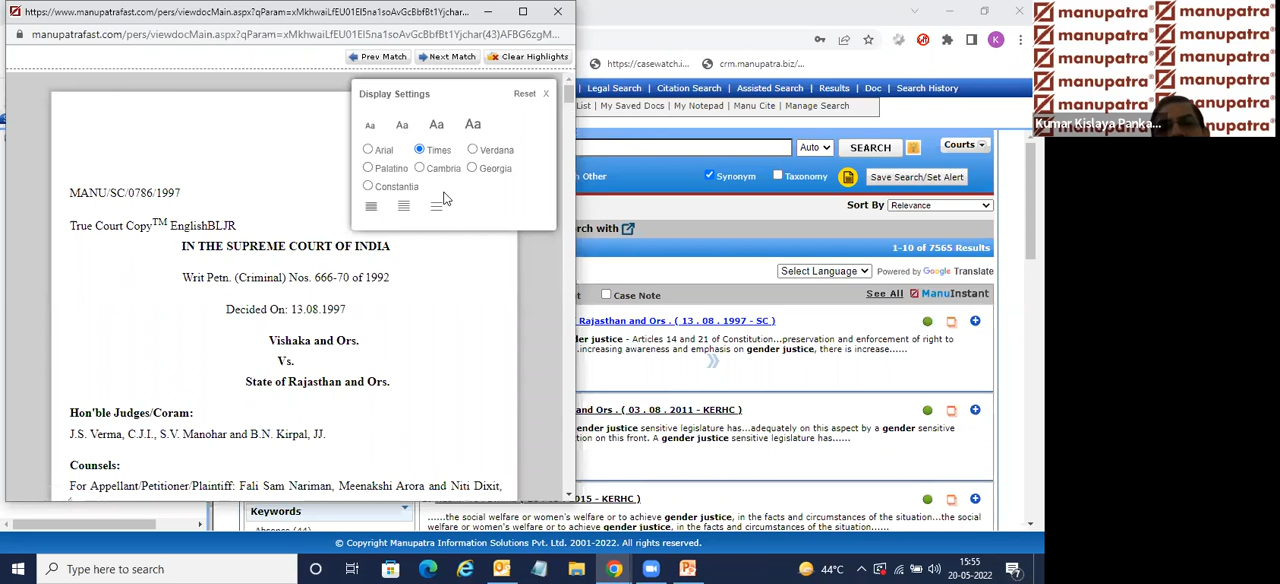 https://www.manupatrafast.com/pers/viewdocMain.aspx?qParam=xMkhwaiLfEU01EI5na1soAvGcBbfBt1Yjchar...
manupatrafast.com/pers/viewdocMain.aspx?qParam=xMkhwaiLfEU01EI5na1soAvGcBbfBt1Yjchar(43)AFBG6zgM...
Prev Match Next Match Clear Highlights
Display Settings Reset X
Aa Aa Aa Aa
Arial Times Verdana
Palatino Cambria Georgia
Constantia
MANU/SC/0786/1997
True Court CopyTM EnglishBLJR
IN THE SUPREME COURT OF INDIA
Writ Petn. (Criminal) Nos. 666-70 of 1992
Decided On: 13.08.1997
Vishaka and Ors.
Vs.
State of Rajasthan and Ors.
Hon'ble Judges/Coram:
J.S. Verma, C.J.I., S.V. Manohar and B.N. Kirpal, JJ.
Counsels:
For Appellant/Petitioner/Plaintiff: Fali Sam Nariman, Meenakshi Arora and Niti Dixit,
K
https://casewatch.i... crm.manupatra.biz/...
Legal Search | Citation Search | Assisted Search | Results | Doc | Search History
List | My Saved Docs | My Notepad | Manu Cite | Manage Search
Auto SEARCH Courts
Other Synonym Taxonomy Save Search/Set Alert
Sort By Relevance
rch with
1-10 of 7565 Results
Select Language Powered by Google Translate
Case Note See All ManuInstant
Rajasthan and Ors . ( 13 . 08 . 1997 - SC )
der justice - Articles 14 and 21 of Constitution...preservation and enforcement of right to
.increasing awareness and emphasis on gender justice, there is increase......
and Ors . ( 03 . 08 . 2011 - KERHC )
der justice sensitive legislature has...adequately on this aspect by a gender sensitive
tion on this front. A gender justice sensitive legislature has......
2015 - KERHC )
......the social welfare or women's welfare or to achieve gender justice, in the facts and circumstances of the situation...the social
welfare or women's welfare or to achieve gender justice, in the facts and circumstances of the situation......
Keywords
Absence (44)
© Copyright Manupatra Information Solutions Pvt. Ltd. 2001-2022. All rights reserved.
Type here to search
44°C
15:55
20-05-2022
7
manupatra manupatra
manupatra manupatra
manupatra manupatra
manupatra manupatra
manupatra
Kumar Kislaya Panka...